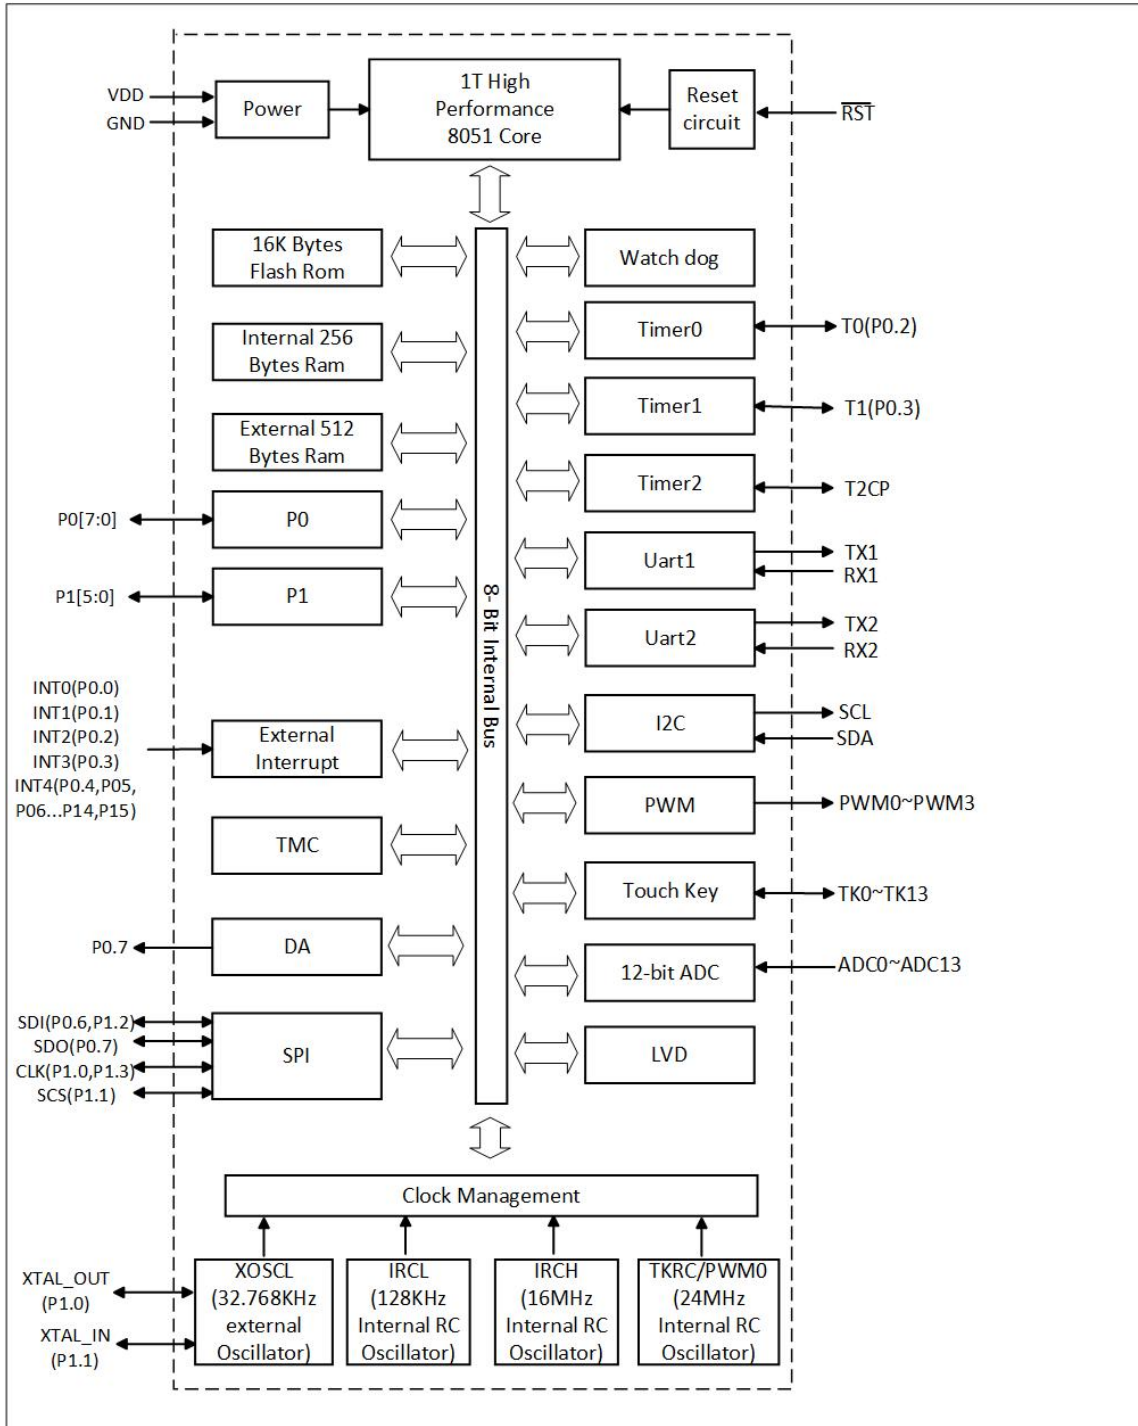 VDD
GND
Power
1T High
Performance
8051 Core
Reset
circuit
RST
16K Bytes
Flash Rom
Internal 256
Bytes Ram
External 512
Bytes Ram
P0[7:0]
P0
P1[5:0]
P1
INT0(P0.0)
INT1(P0.1)
INT2(P0.2)
INT3(P0.3)
INT4(P0.4,P05,
P06...P14,P15)
External
Interrupt
TMC
P0.7
DA
SDI(P0.6,P1.2)
SDO(P0.7)
CLK(P1.0,P1.3)
SCS(P1.1)
SPI
8- Bit Internal Bus
Watch dog
Timer0
T0(P0.2)
Timer1
T1(P0.3)
Timer2
T2CP
Uart1
TX1
RX1
Uart2
TX2
RX2
I2C
SCL
SDA
PWM
PWM0~PWM3
Touch Key
TK0~TK13
12-bit ADC
ADC0~ADC13
LVD
Clock Management
XTAL_OUT
(P1.0)
XTAL_IN
(P1.1)
XOSCL
(32.768KHz
external
Oscillator)
IRCL
(128KHz
Internal RC
Oscillator)
IRCH
(16MHz
Internal RC
Oscillator)
TKRC/PWM0
(24MHz
Internal RC
Oscillator)